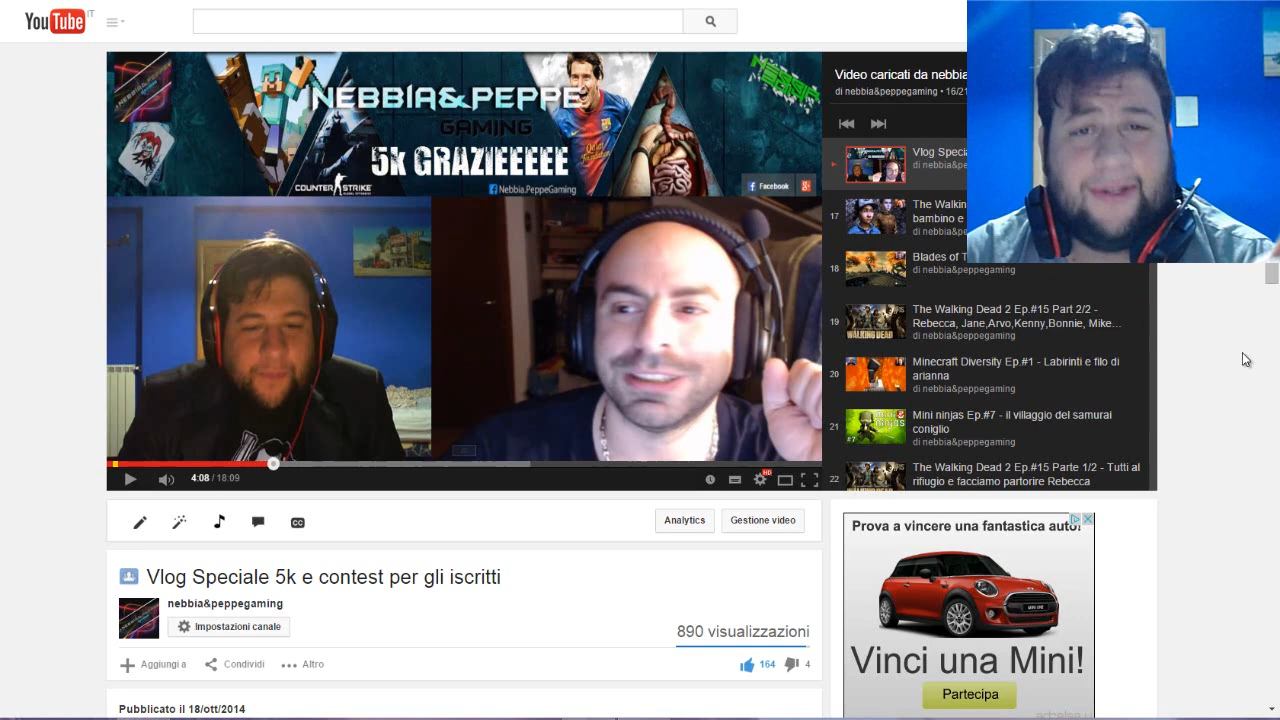 YouTube IT
NEBBIA&PEPPE
GAMING
5k GRAZIEEEEE
COUNTER STRIKE
Nebbia.PeppeGaming
Facebook
4:08 / 18:09
HD
Video caricati da nebbia
di nebbia&peppegaming • 16/21
Vlog Specia
di nebbia&pe
17
The Walkin
bambino e
di nebbia&pe
18
Blades of T
di nebbia&peppegaming
19
The Walking Dead 2 Ep.#15 Part 2/2 -
Rebecca, Jane,Arvo,Kenny,Bonnie, Mike...
di nebbia&peppegaming
20
Minecraft Diversity Ep.#1 - Labirinti e filo di
arianna
di nebbia&peppegaming
21
#7
Mini ninjas Ep.#7 - il villaggio del samurai
coniglio
di nebbia&peppegaming
22
The Walking Dead 2 Ep.#15 Parte 1/2 - Tutti al
rifugio e facciamo partorire Rebecca
CC
Analytics
Gestione video
Vlog Speciale 5k e contest per gli iscritti
nebbia&peppegaming
Impostazioni canale
890 visualizzazioni
Aggiungi a
Condividi
Altro
164
4
Pubblicato il 18/ott/2014
Prova a vincere una fantastica auto!
Vinci una Mini!
Partecipa